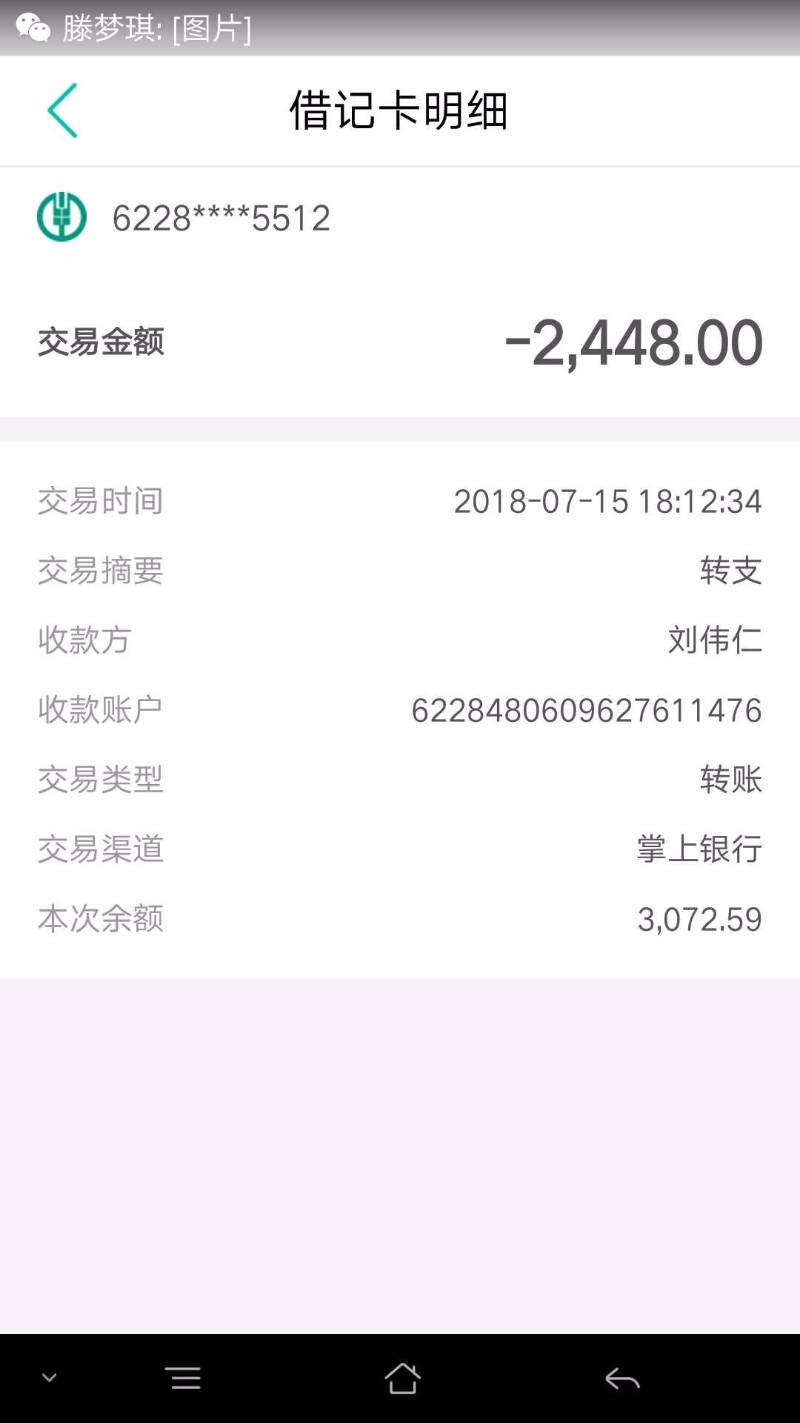 滕梦琪: [图片]
借记卡明细
6228****5512
交易金额 -2,448.00
交易时间 2018-07-15 18:12:34
交易摘要 转支
收款方 刘伟仁
收款账户 6228480609627611476
交易类型 转账
交易渠道 掌上银行
本次余额 3,072.59